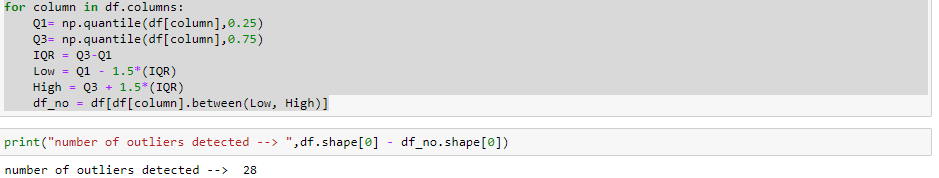 for column in df.columns:
    Q1= np.quantile(df[column],0.25)
    Q3= np.quantile(df[column],0.75)
    IQR = Q3-Q1
    Low = Q1 - 1.5*(IQR)
    High = Q3 + 1.5*(IQR)
    df_no = df[df[column].between(Low, High)]
print("number of outliers detected --> ",df.shape[0] - df_no.shape[0])
number of outliers detected -->  28